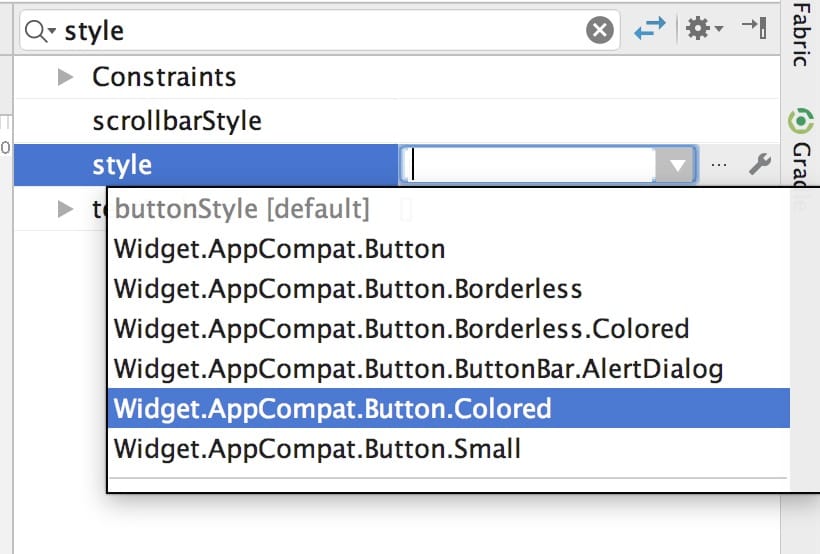 style
Constraints
scrollbarStyle
style
...
buttonStyle [default]
Widget.AppCompat.Button
Widget.AppCompat.Button.Borderless
Widget.AppCompat.Button.Borderless.Colored
Widget.AppCompat.Button.ButtonBar.AlertDialog
Widget.AppCompat.Button.Colored
Widget.AppCompat.Button.Small
Fabric